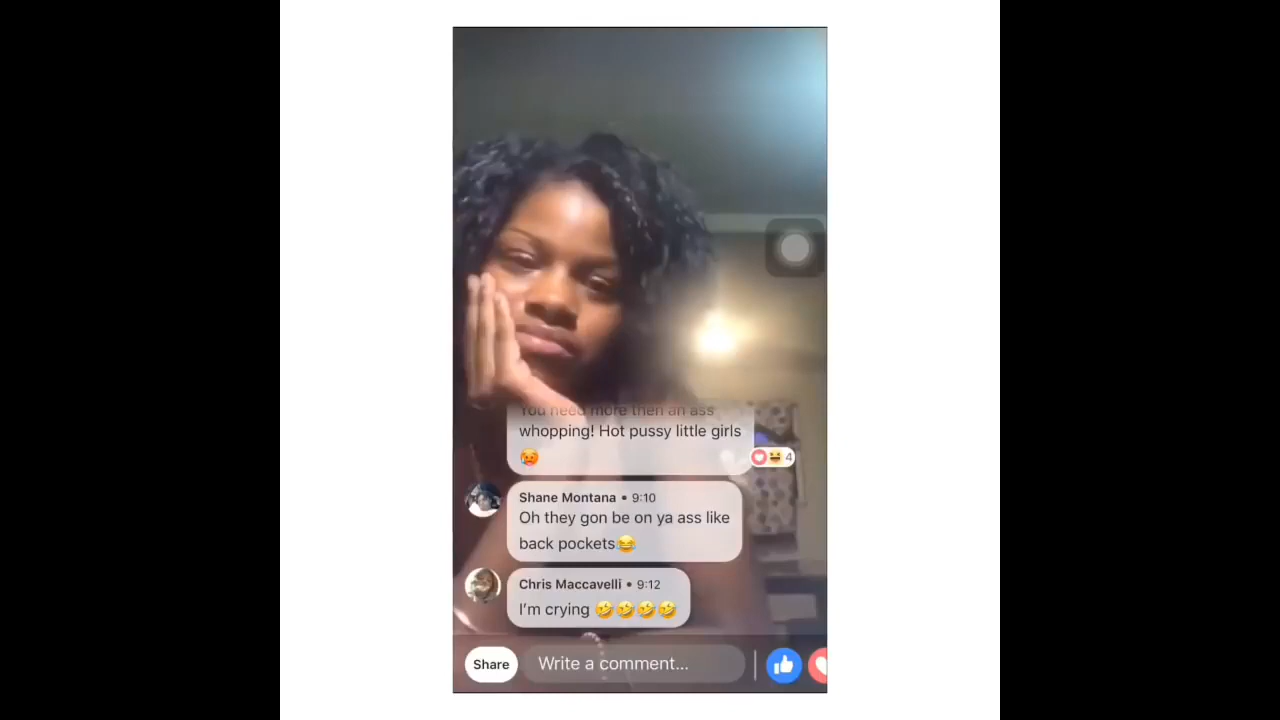 You need more then an ass
whopping! Hot pussy little girls
🥵
4
Shane Montana • 9:10
Oh they gon be on ya ass like
back pockets😂
Chris Maccavelli • 9:12
I'm crying 🤣🤣🤣🤣
Share
Write a comment...